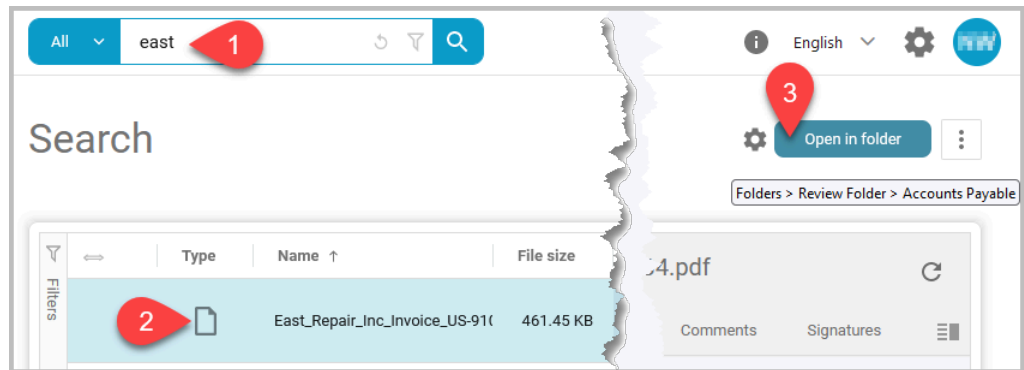 All
east
1
English
3
Search
Open in folder
Folders > Review Folder > Accounts Payable
Filters
Type
Name ↑
File size
4.pdf
2
East_Repair_Inc_Invoice_US-91
461.45 KB
Comments
Signatures